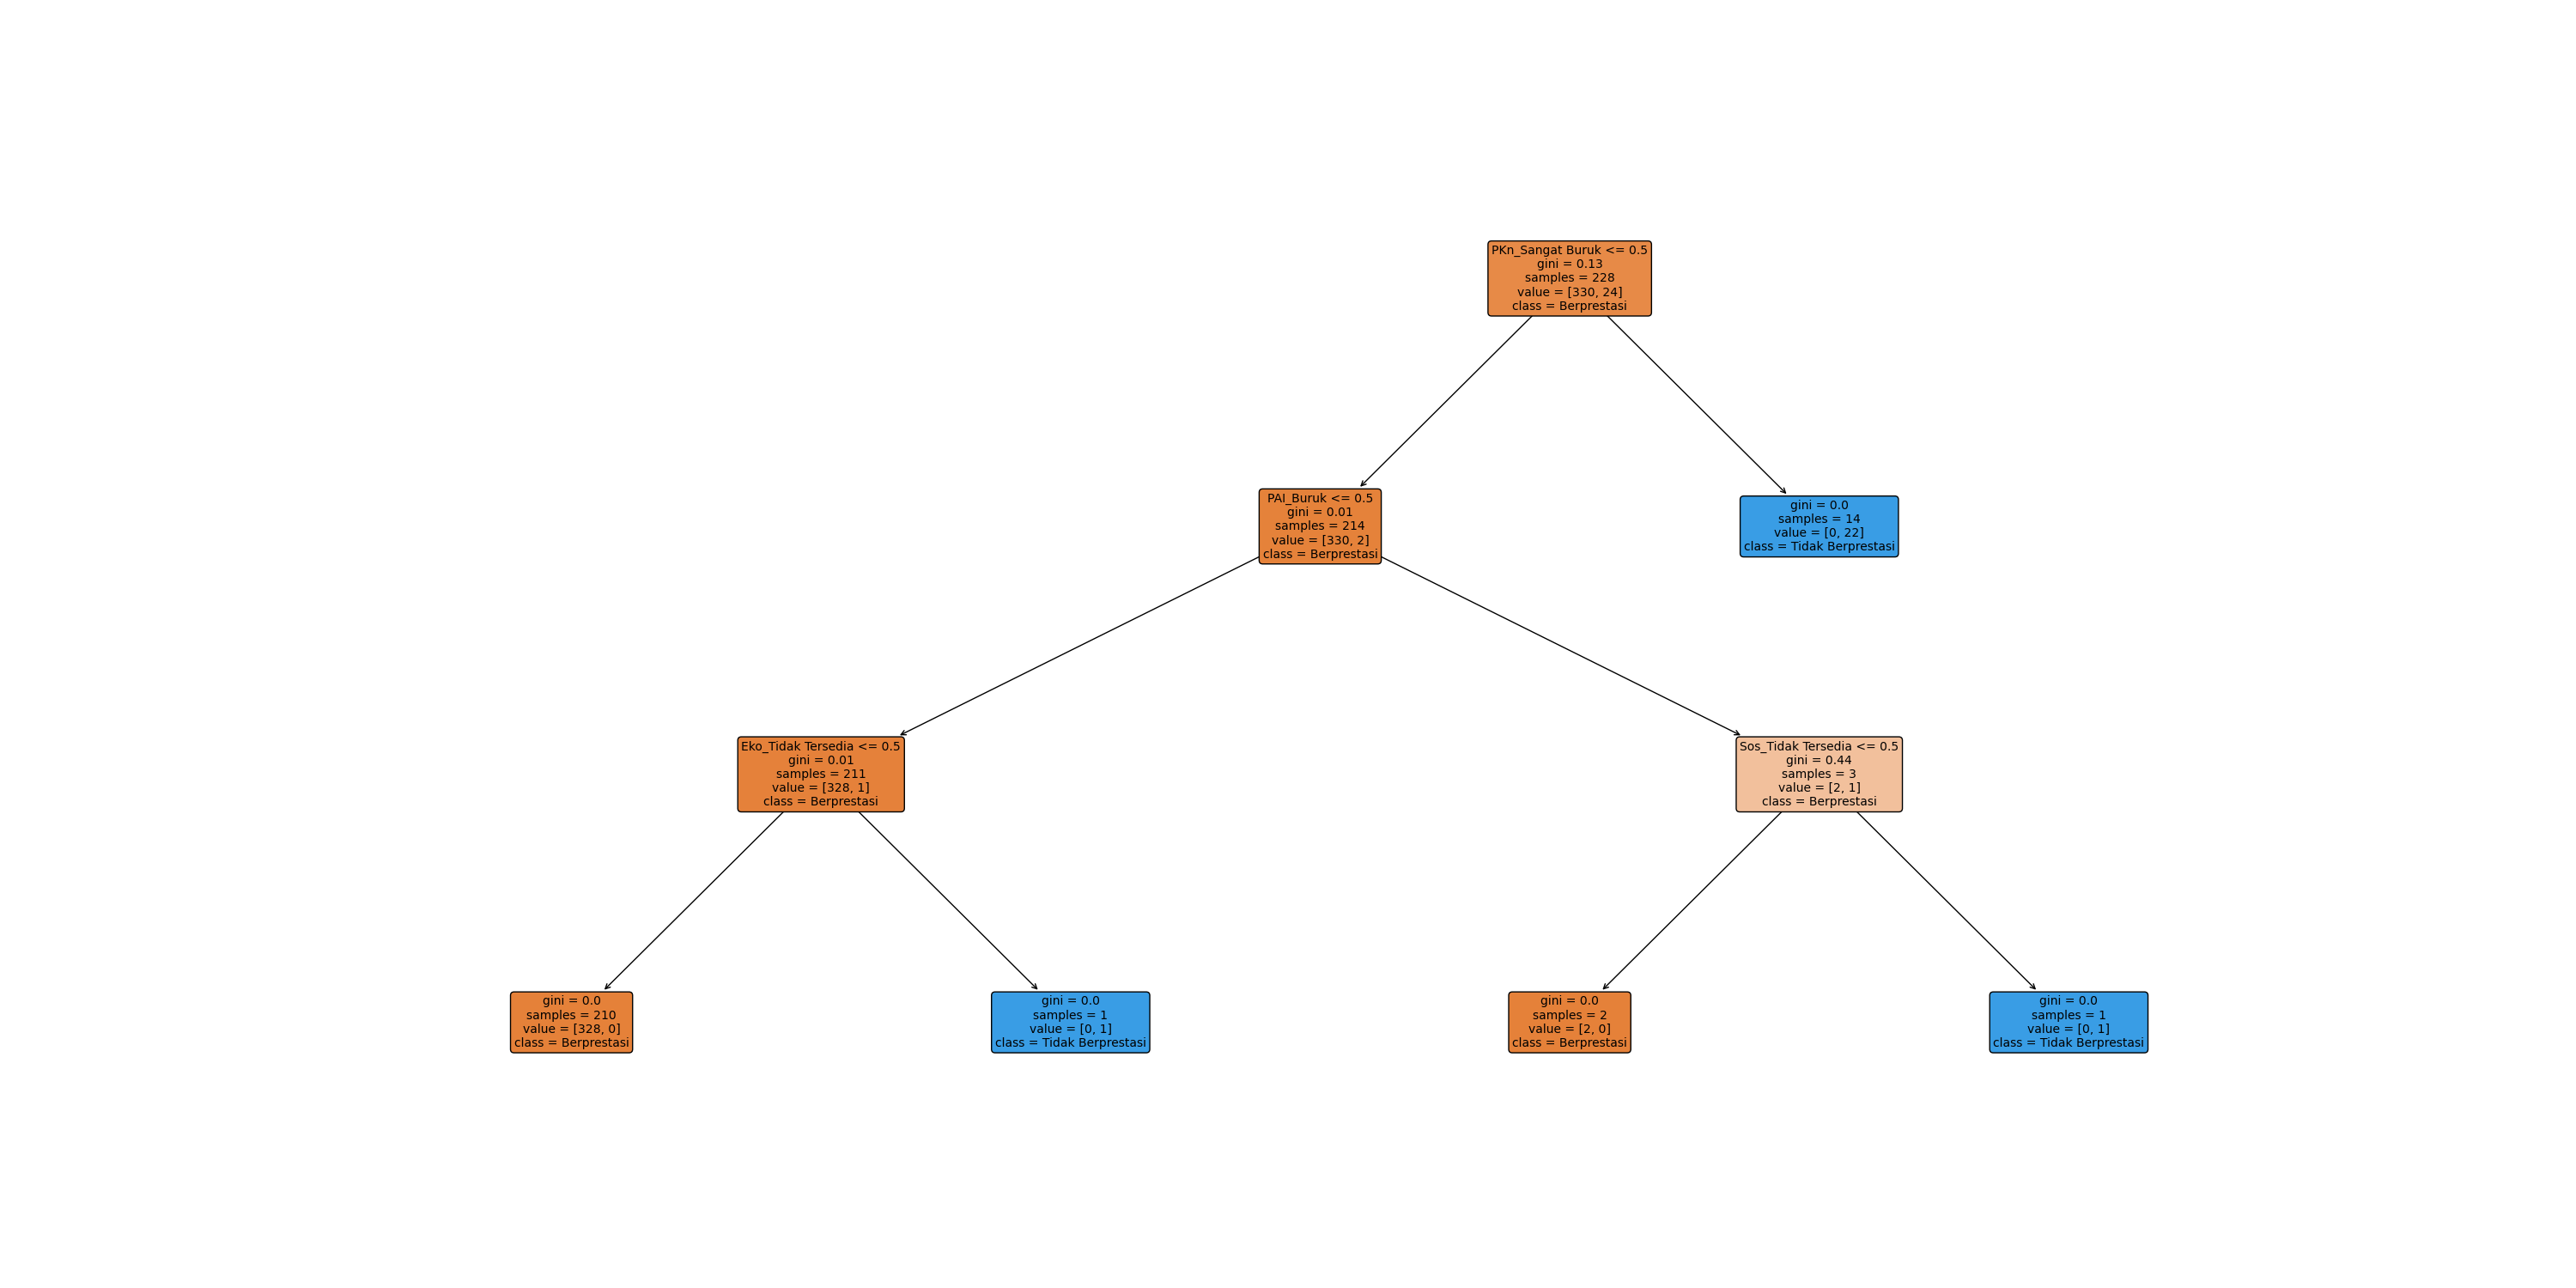 PKn_Sangat Buruk <= 0.5
gini = 0.13
samples = 228
value = [330, 24]
class = Berprestasi
PAI_Buruk <= 0.5
gini = 0.01
samples = 214
value = [330, 2]
class = Berprestasi
gini = 0.0
samples = 14
value = [0, 22]
class = Tidak Berprestasi
Eko_Tidak Tersedia <= 0.5
gini = 0.01
samples = 211
value = [328, 1]
class = Berprestasi
Sos_Tidak Tersedia <= 0.5
gini = 0.44
samples = 3
value = [2, 1]
class = Berprestasi
gini = 0.0
samples = 210
value = [328, 0]
class = Berprestasi
gini = 0.0
samples = 1
value = [0, 1]
class = Tidak Berprestasi
gini = 0.0
samples = 2
value = [2, 0]
class = Berprestasi
gini = 0.0
samples = 1
value = [0, 1]
class = Tidak Berprestasi